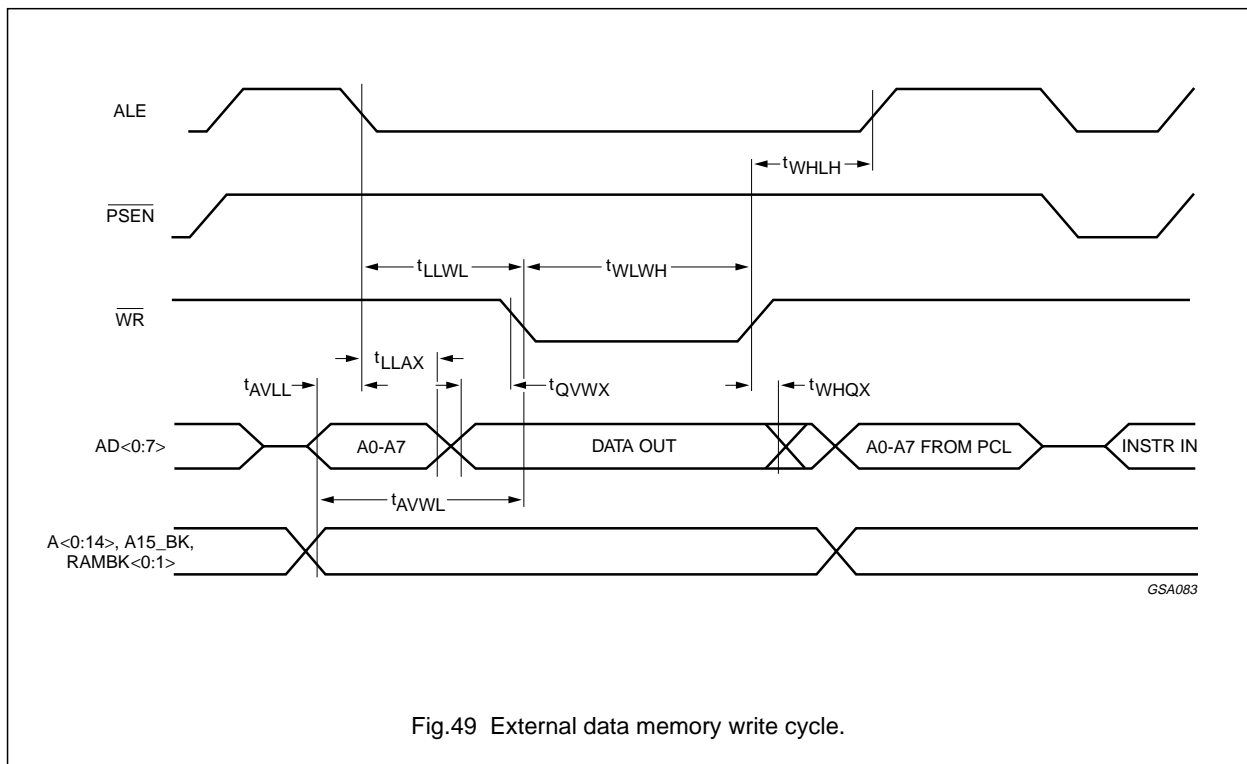 ALE
tWHLH
PSEN
tLLWL
tWLWH
WR
tLLAX
tAVLL
tQVWX
tWHQX
AD<0:7>
A0-A7
DATA OUT
A0-A7 FROM PCL
INSTR IN
tAVWL
A<0:14>, A15_BK,
RAMBK<0:1>
GSA083
Fig.49 External data memory write cycle.